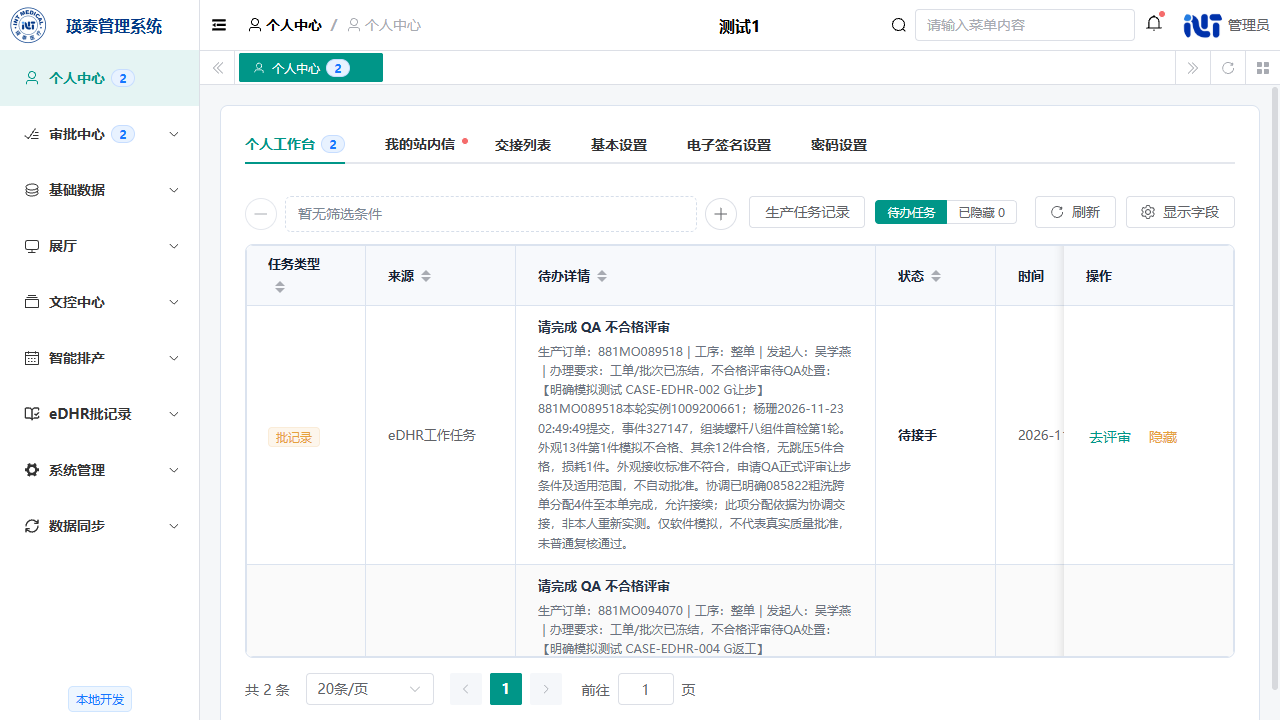 瑛泰管理系统
个人中心 / 个人中心
测试1
请输入菜单内容
管理员
个人中心 2
审批中心 2
基础数据
展厅
文控中心
智能排产
eDHR批记录
系统管理
数据同步
本地开发
个人中心 2
个人工作台 2
我的站内信
交接列表
基本设置
电子签名设置
密码设置
暂无筛选条件
生产任务记录
待办任务
已隐藏 0
刷新
显示字段
任务类型
来源
待办详情
状态
时间
操作
批记录
eDHR工作任务
请完成 QA 不合格评审
生产订单：881MO089518 | 工序：整单 | 发起人：吴学燕
| 办理要求：工单/批次已冻结，不合格评审待QA处置：
【明确模拟测试 CASE-EDHR-002 G让步】
881MO089518本轮实例1009200661；杨珊2026-11-23
02:49:49提交，事件327147，组装螺杆八组件首检第1轮。
外观13件第1件模拟不合格、其余12件合格，无跳压5件合
格，损耗1件。外观接收标准不符合，申请QA正式评审让步
条件及适用范围，不自动批准。协调已明确085822粗洗跨
单分配4件至本单完成，允许接续；此项分配依据为协调交
接，非本人重新实测。仅软件模拟，不代表真实质量批准，
未普通复核通过。
待接手
2026-1
去评审
隐藏
请完成 QA 不合格评审
生产订单：881MO094070 | 工序：整单 | 发起人：吴学燕
| 办理要求：工单/批次已冻结，不合格评审待QA处置：
【明确模拟测试 CASE-EDHR-004 G返工】
共 2 条
20条/页
1
前往 1 页